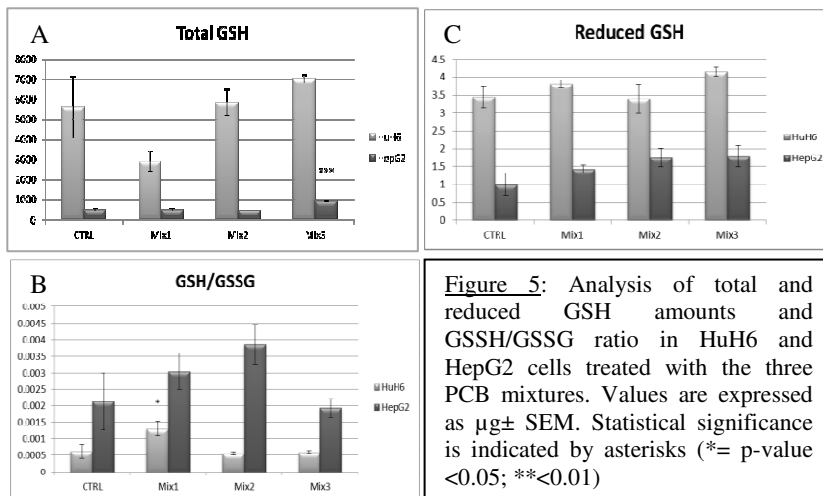 A
Total GSH
8000
7000
6000
5000
4000
3000
2000
1000
0
***
CTRL
Mix1
Mix2
Mix3
HuH6
HepG2
C
Reduced GSH
4.5
4
3.5
3
2.5
2
1.5
1
0.5
0
CTRL
Mix1
Mix2
Mix3
HuH6
HepG2
B
GSH/GSSG
0.005
0.0045
0.004
0.0035
0.003
0.0025
0.002
0.0015
0.001
0.0005
0
*
CTRL
Mix1
Mix2
Mix3
HuH6
HepG2
Figure 5: Analysis of total and
reduced GSH amounts and
GSSH/GSSG ratio in HuH6 and
HepG2 cells treated with the three
PCB mixtures. Values are expressed
as µg± SEM. Statistical significance
is indicated by asterisks (*= p-value
<0.05; **<0.01)